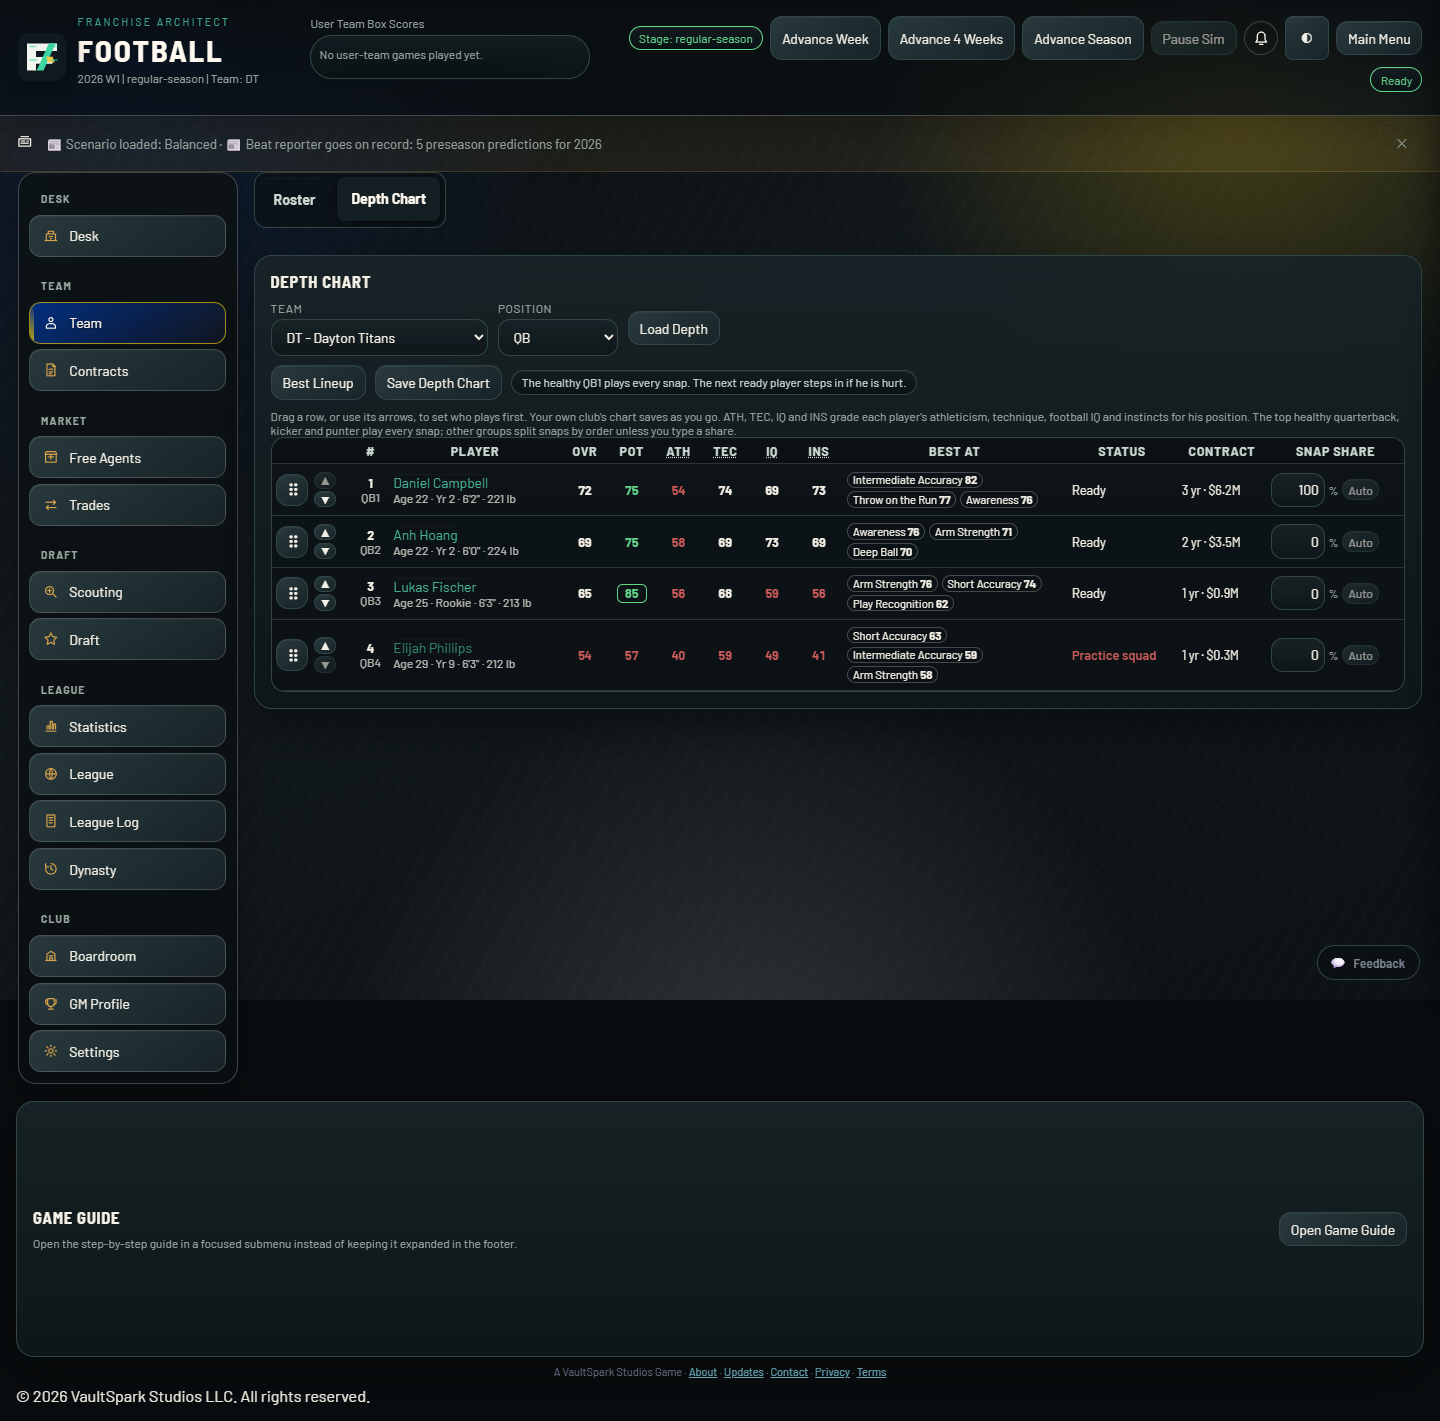 FRANCHISE ARCHITECT
FOOTBALL
2026 W1 | regular-season | Team: DT
User Team Box Scores
No user-team games played yet.
Stage: regular-season
Advance Week
Advance 4 Weeks
Advance Season
Pause Sim
Main Menu
Ready
Scenario loaded: Balanced · Beat reporter goes on record: 5 preseason predictions for 2026
DESK
Desk
TEAM
Team
Contracts
MARKET
Free Agents
Trades
DRAFT
Scouting
Draft
LEAGUE
Statistics
League
League Log
Dynasty
CLUB
Boardroom
GM Profile
Settings
Roster
Depth Chart
DEPTH CHART
TEAM POSITION
DT - Dayton Titans QB Load Depth
Best Lineup Save Depth Chart The healthy QB1 plays every snap. The next ready player steps in if he is hurt.
Drag a row, or use its arrows, to set who plays first. Your own club's chart saves as you go. ATH, TEC, IQ and INS grade each player's athleticism, technique, football IQ and instincts for his position. The top healthy quarterback,
kicker and punter play every snap; other groups split snaps by order unless you type a share.
# PLAYER OVR POT ATH TEC IQ INS BEST AT STATUS CONTRACT SNAP SHARE
1 QB1 Daniel Campbell
Age 22 · Yr 2 · 6'2" · 221 lb
72 75 54 74 69 73
Intermediate Accuracy 82
Throw on the Run 77 Awareness 76
Ready 3 yr · $6.2M 100 % Auto
2 QB2 Anh Hoang
Age 22 · Yr 2 · 6'0" · 224 lb
69 75 58 69 73 69
Awareness 76 Arm Strength 71
Deep Ball 70
Ready 2 yr · $3.5M 0 % Auto
3 QB3 Lukas Fischer
Age 25 · Rookie · 6'3" · 213 lb
65 85 56 68 59 56
Arm Strength 76 Short Accuracy 74
Play Recognition 62
Ready 1 yr · $0.9M 0 % Auto
4 QB4 Elijah Phillips
Age 29 · Yr 9 · 6'3" · 212 lb
54 57 40 59 49 41
Short Accuracy 63
Intermediate Accuracy 59
Arm Strength 58
Practice squad 1 yr · $0.3M 0 % Auto
Feedback
GAME GUIDE
Open the step-by-step guide in a focused submenu instead of keeping it expanded in the footer.
Open Game Guide
A VaultSpark Studios Game · About · Updates · Contact · Privacy · Terms
© 2026 VaultSpark Studios LLC. All rights reserved.